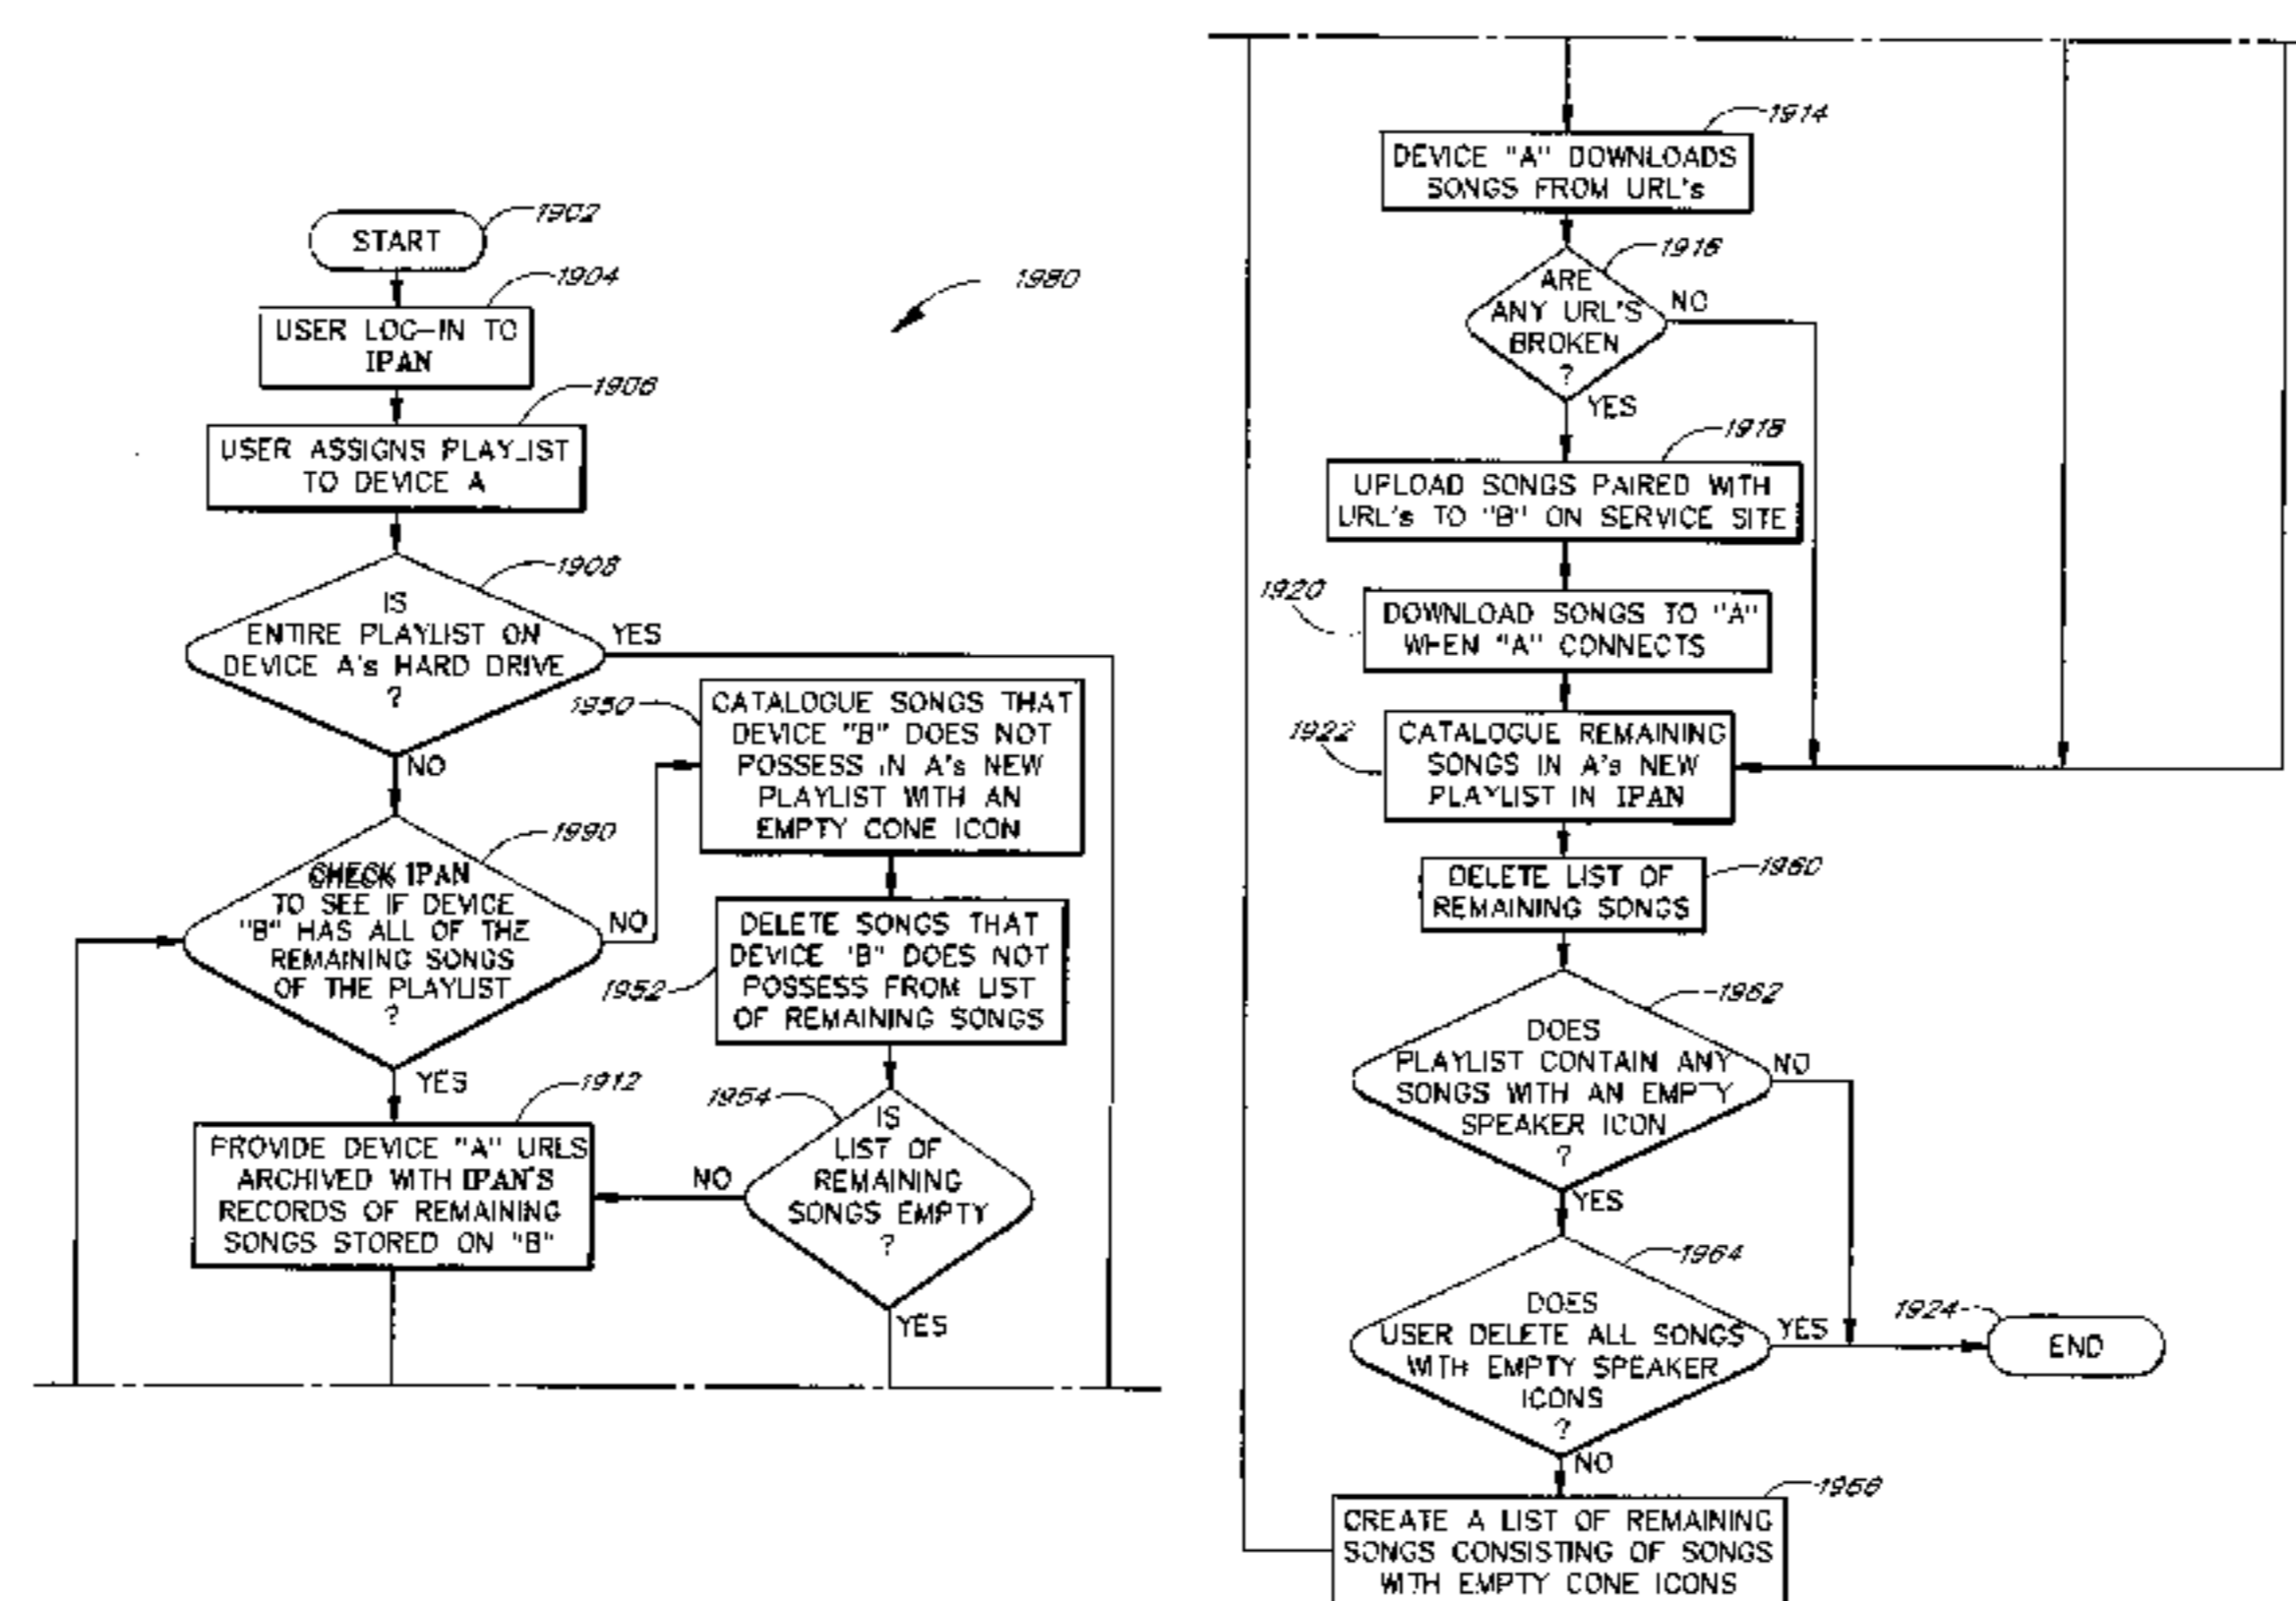 1902
START
1904
USER LOG-IN TO
IPAN
1980
1906
USER ASSIGNS PLAYLIST
TO DEVICE A
1908
IS
ENTIRE PLAYLIST ON
DEVICE A's HARD DRIVE
?
YES
NO
1990
CHECK IPAN
TO SEE IF DEVICE
"B" HAS ALL OF THE
REMAINING SONGS
OF THE PLAYLIST
?
NO
YES
1950
CATALOGUE SONGS THAT
DEVICE "B" DOES NOT
POSSESS IN A's NEW
PLAYLIST WITH AN
EMPTY CONE ICON
1952
DELETE SONGS THAT
DEVICE "B" DOES NOT
POSSESS FROM LIST
OF REMAINING SONGS
1912
PROVIDE DEVICE "A" URLS
ARCHIVED WITH IPAN'S
RECORDS OF REMAINING
SONGS STORED ON "B"
1954
IS
LIST OF
REMAINING
SONGS EMPTY
?
NO
YES
1914
DEVICE "A" DOWNLOADS
SONGS FROM URL's
1916
ARE
ANY URL'S
BROKEN
?
NO
YES
1918
UPLOAD SONGS PAIRED WITH
URL's TO "B" ON SERVICE SITE
1920
DOWNLOAD SONGS TO "A"
WHEN "A" CONNECTS
1922
CATALOGUE REMAINING
SONGS IN A's NEW
PLAYLIST IN IPAN
1960
DELETE LIST OF
REMAINING SONGS
1962
DOES
PLAYLIST CONTAIN ANY
SONGS WITH AN EMPTY
SPEAKER ICON
?
NO
YES
1964
DOES
USER DELETE ALL SONGS
WITH EMPTY SPEAKER
ICONS
?
YES
NO
1924
END
1966
CREATE A LIST OF REMAINING
SONGS CONSISTING OF SONGS
WITH EMPTY CONE ICONS